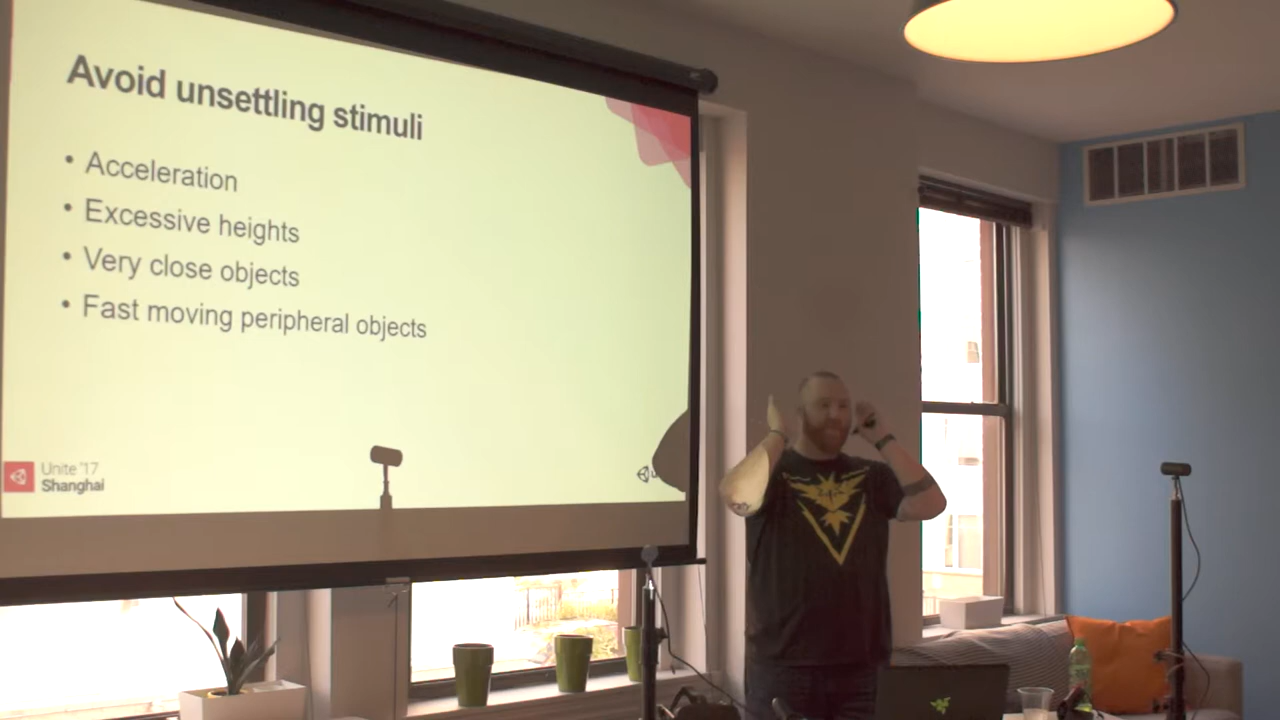 Avoid unsettling stimuli
• Acceleration
• Excessive heights
• Very close objects
• Fast moving peripheral objects
Unite '17
Shanghai